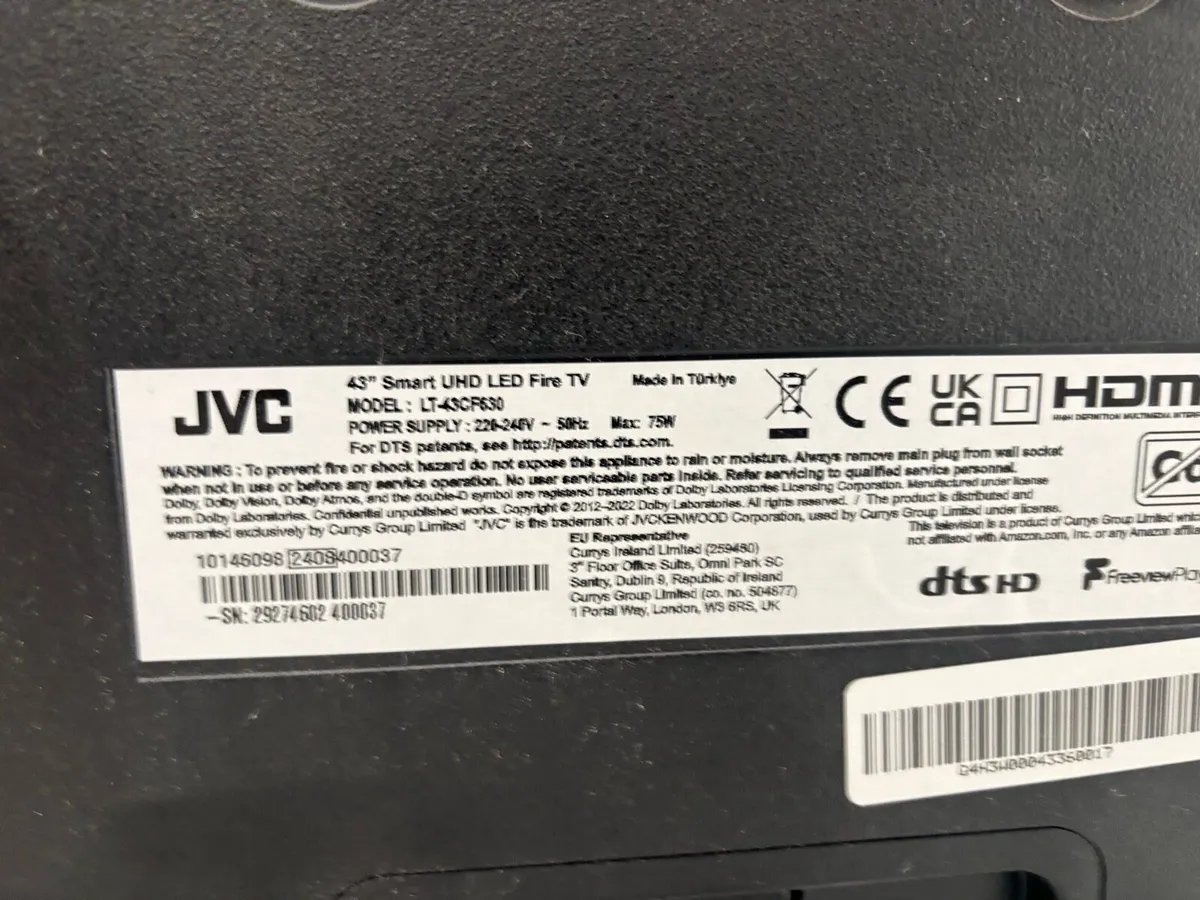 JVC
43" Smart UHD LED Fire TV Made in Türkiye
MODEL : LT-43CF630
POWER SUPPLY : 220-240V ~ 50Hz Max: 75W
For DTS patents, see http://patents.dts.com.
CE UK CA HDMI
HIGH DEFINITION MULTIMEDIA
WARNING : To prevent fire or shock hazard do not expose this appliance to rain or moisture. Always remove main plug from wall socket
when not in use or before any service operation. No user serviceable parts inside. Refer servicing to qualified service personnel.
Dolby, Dolby Vision, Dolby Atmos, and the double-D symbol are registered trademarks of Dolby Laboratories Licensing Corporation. Manufactured under license
from Dolby Laboratories. Confidential unpublished works. Copyright © 2012-2022 Dolby Laboratories. All rights reserved. / The product is distributed and
warranted exclusively by Currys Group Limited "JVC" is the trademark of JVCKENWOOD Corporation, used by Currys Group Limited under license.
This television is a product of Currys Group Limited
not affiliated with Amazon.com, Inc. or any Amazon
10146098 2408400037
SN: 29274602 400037
EU Representative
Currys Ireland Limited (259460)
3" Floor Office Suite, Omni Park SC
Santry, Dublin 9, Republic of Ireland
Currys Group Limited (co. no. 504877)
1 Portal Way, London, W3 6RS, UK
dts HD
FreeviewPlay
G4H3W00043360017